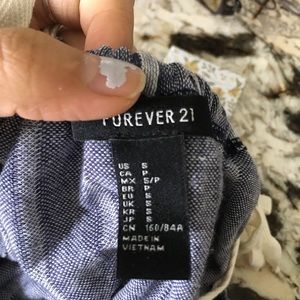 FOREVER 21
US S
CA P
MX S/P
BR P
EU S
UK S
KR S
JP S
CN 160/84A
MADE IN
VIETNAM